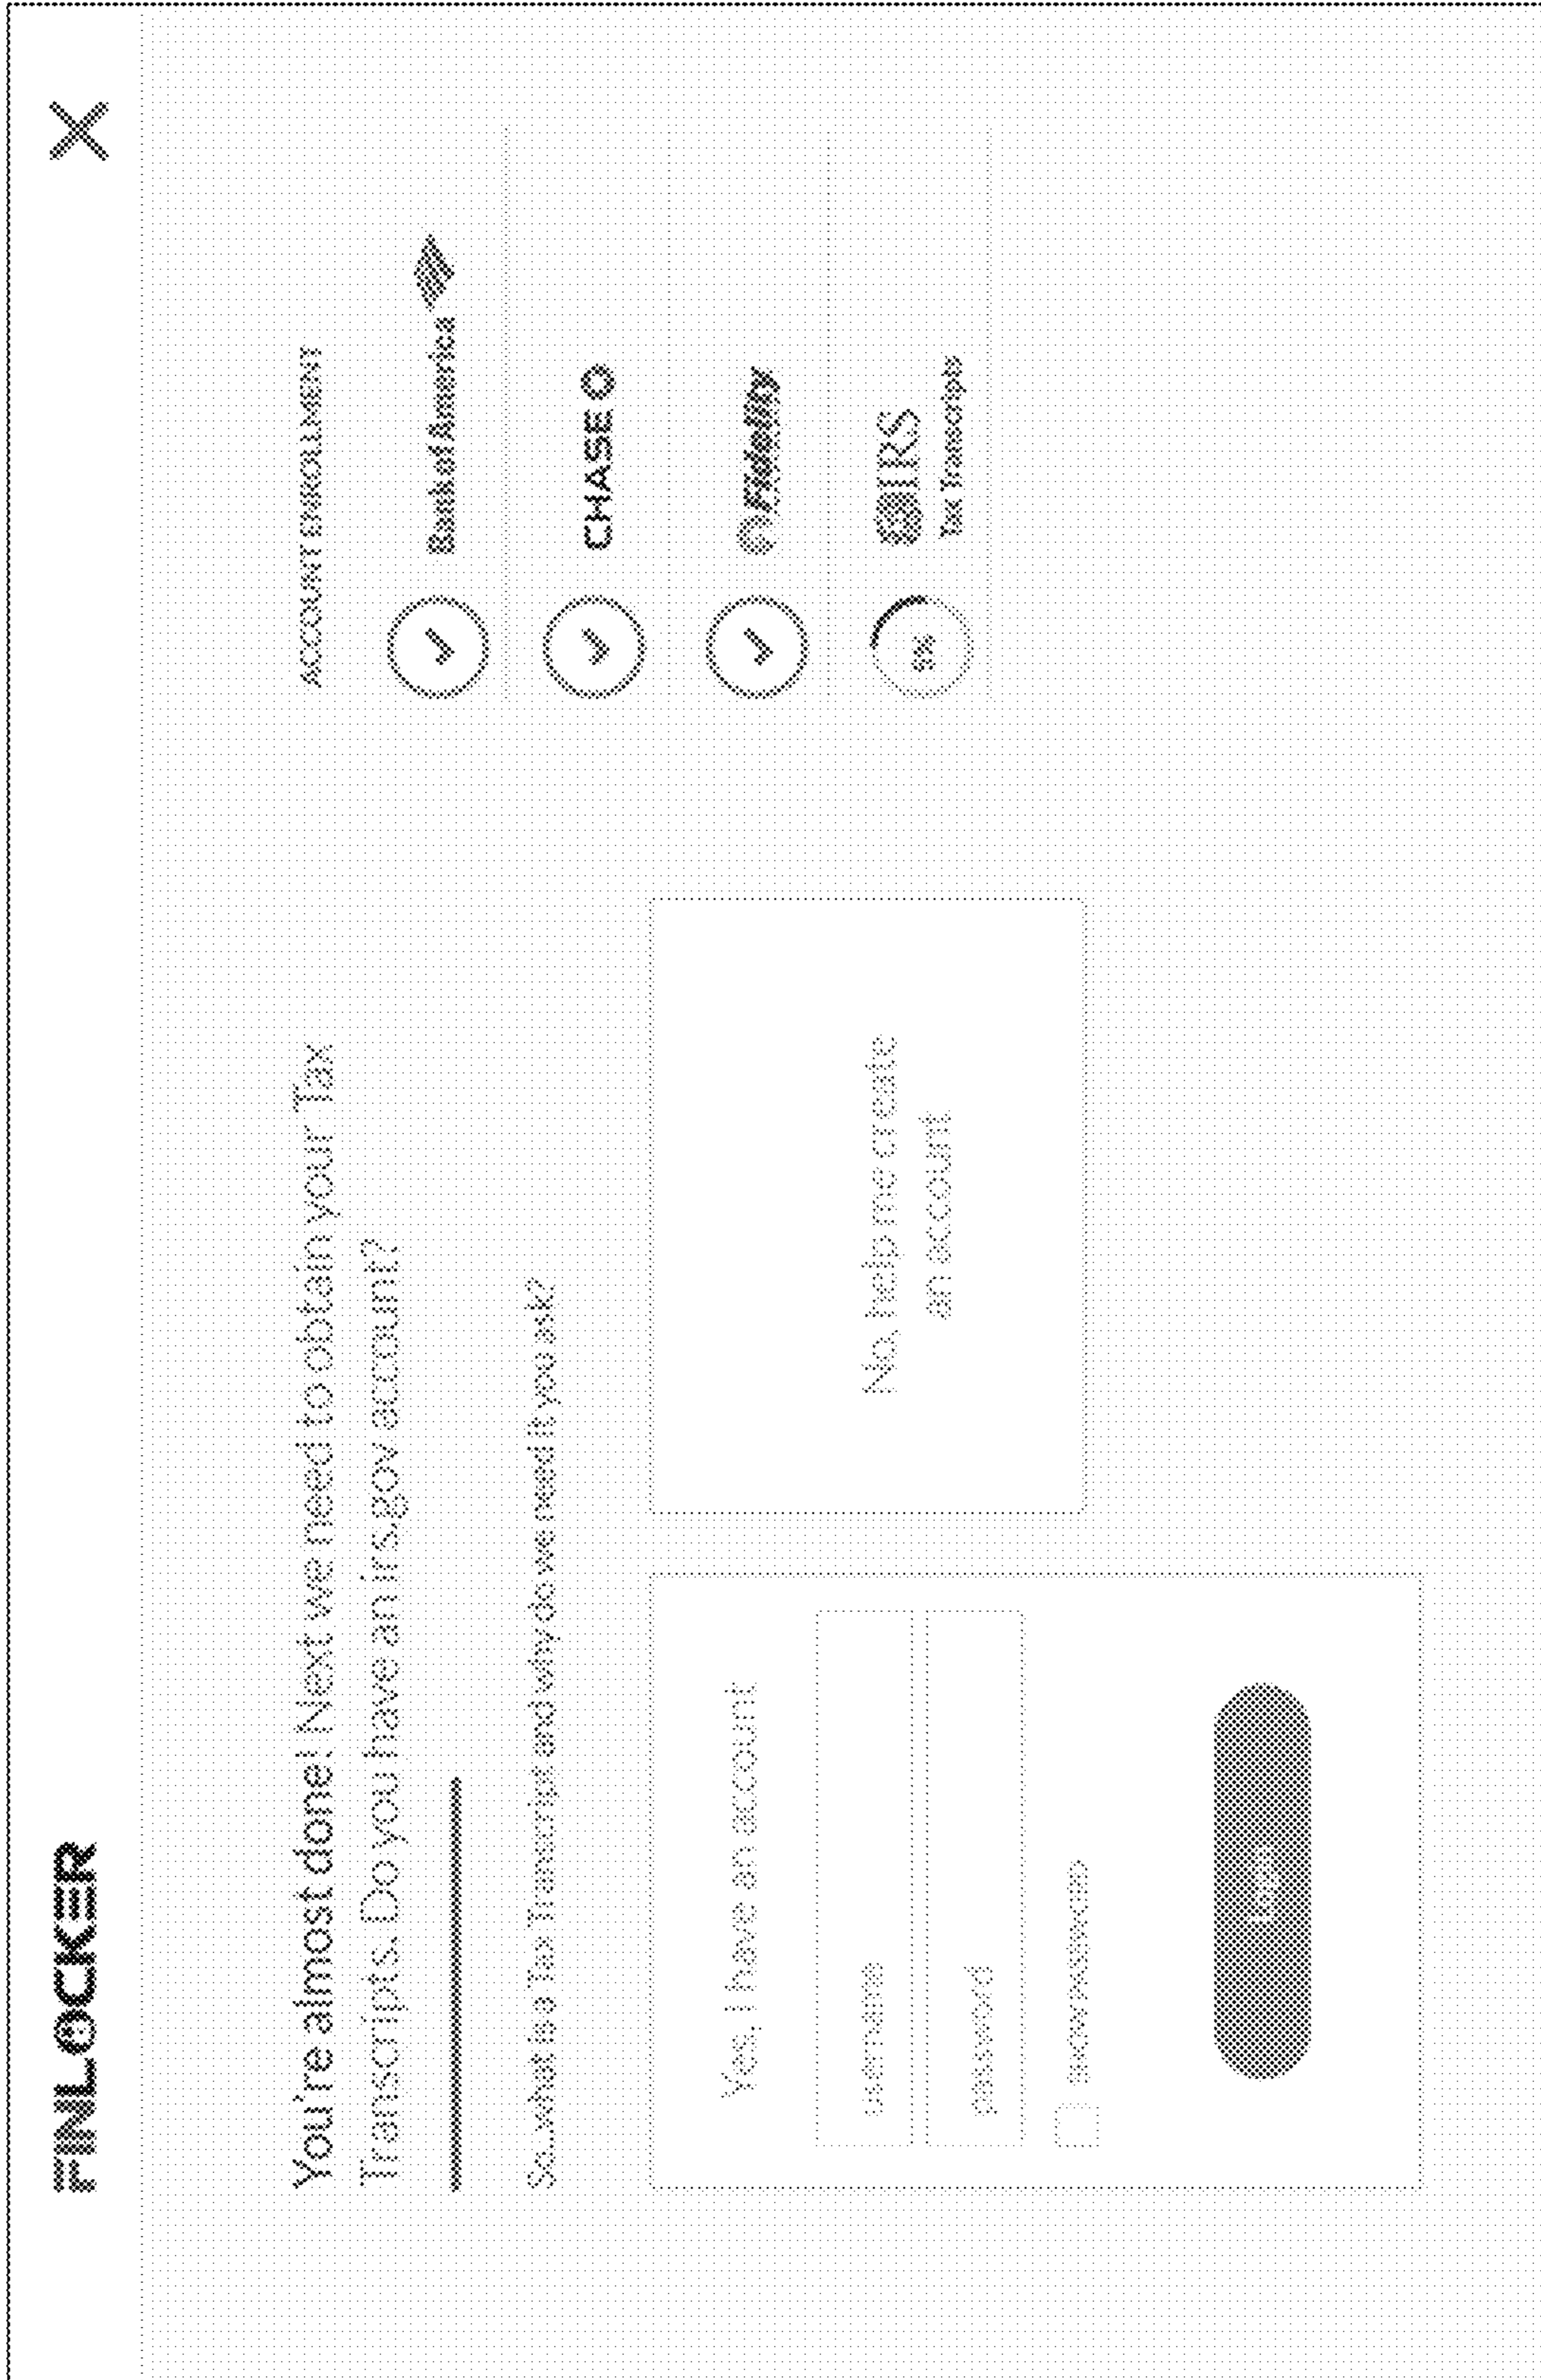 FINLOCKER
You're almost done! Next we need to obtain your Tax
Transcripts. Do you have an irs.gov account?
So...what is a Tax Transcript and why do we need it you ask?
Yes, I have an account
username
password
show password
No, help me create
an account
ACCOUNT ENROLLMENT
Bank of America
CHASE
Fidelity
IRS
Tax Transcripts